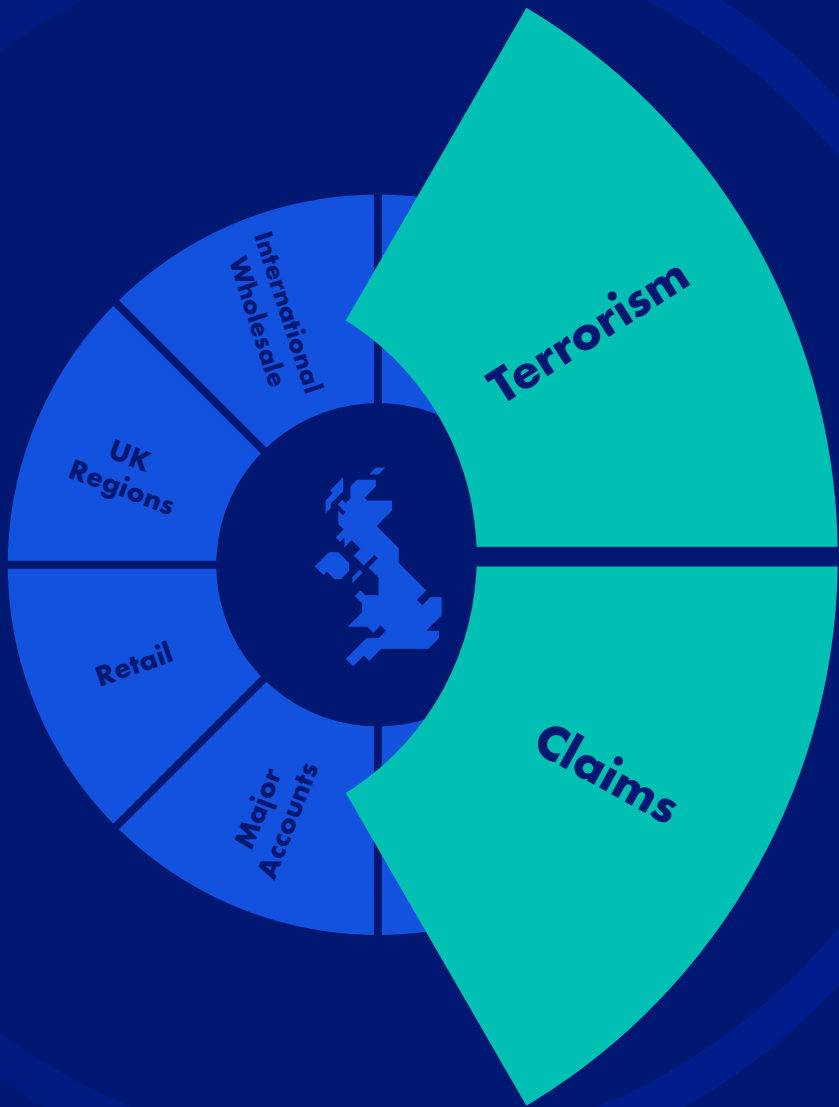 International
Wholesale
Terrorism
UK
Regions
Retail
Claims
Major
Accounts